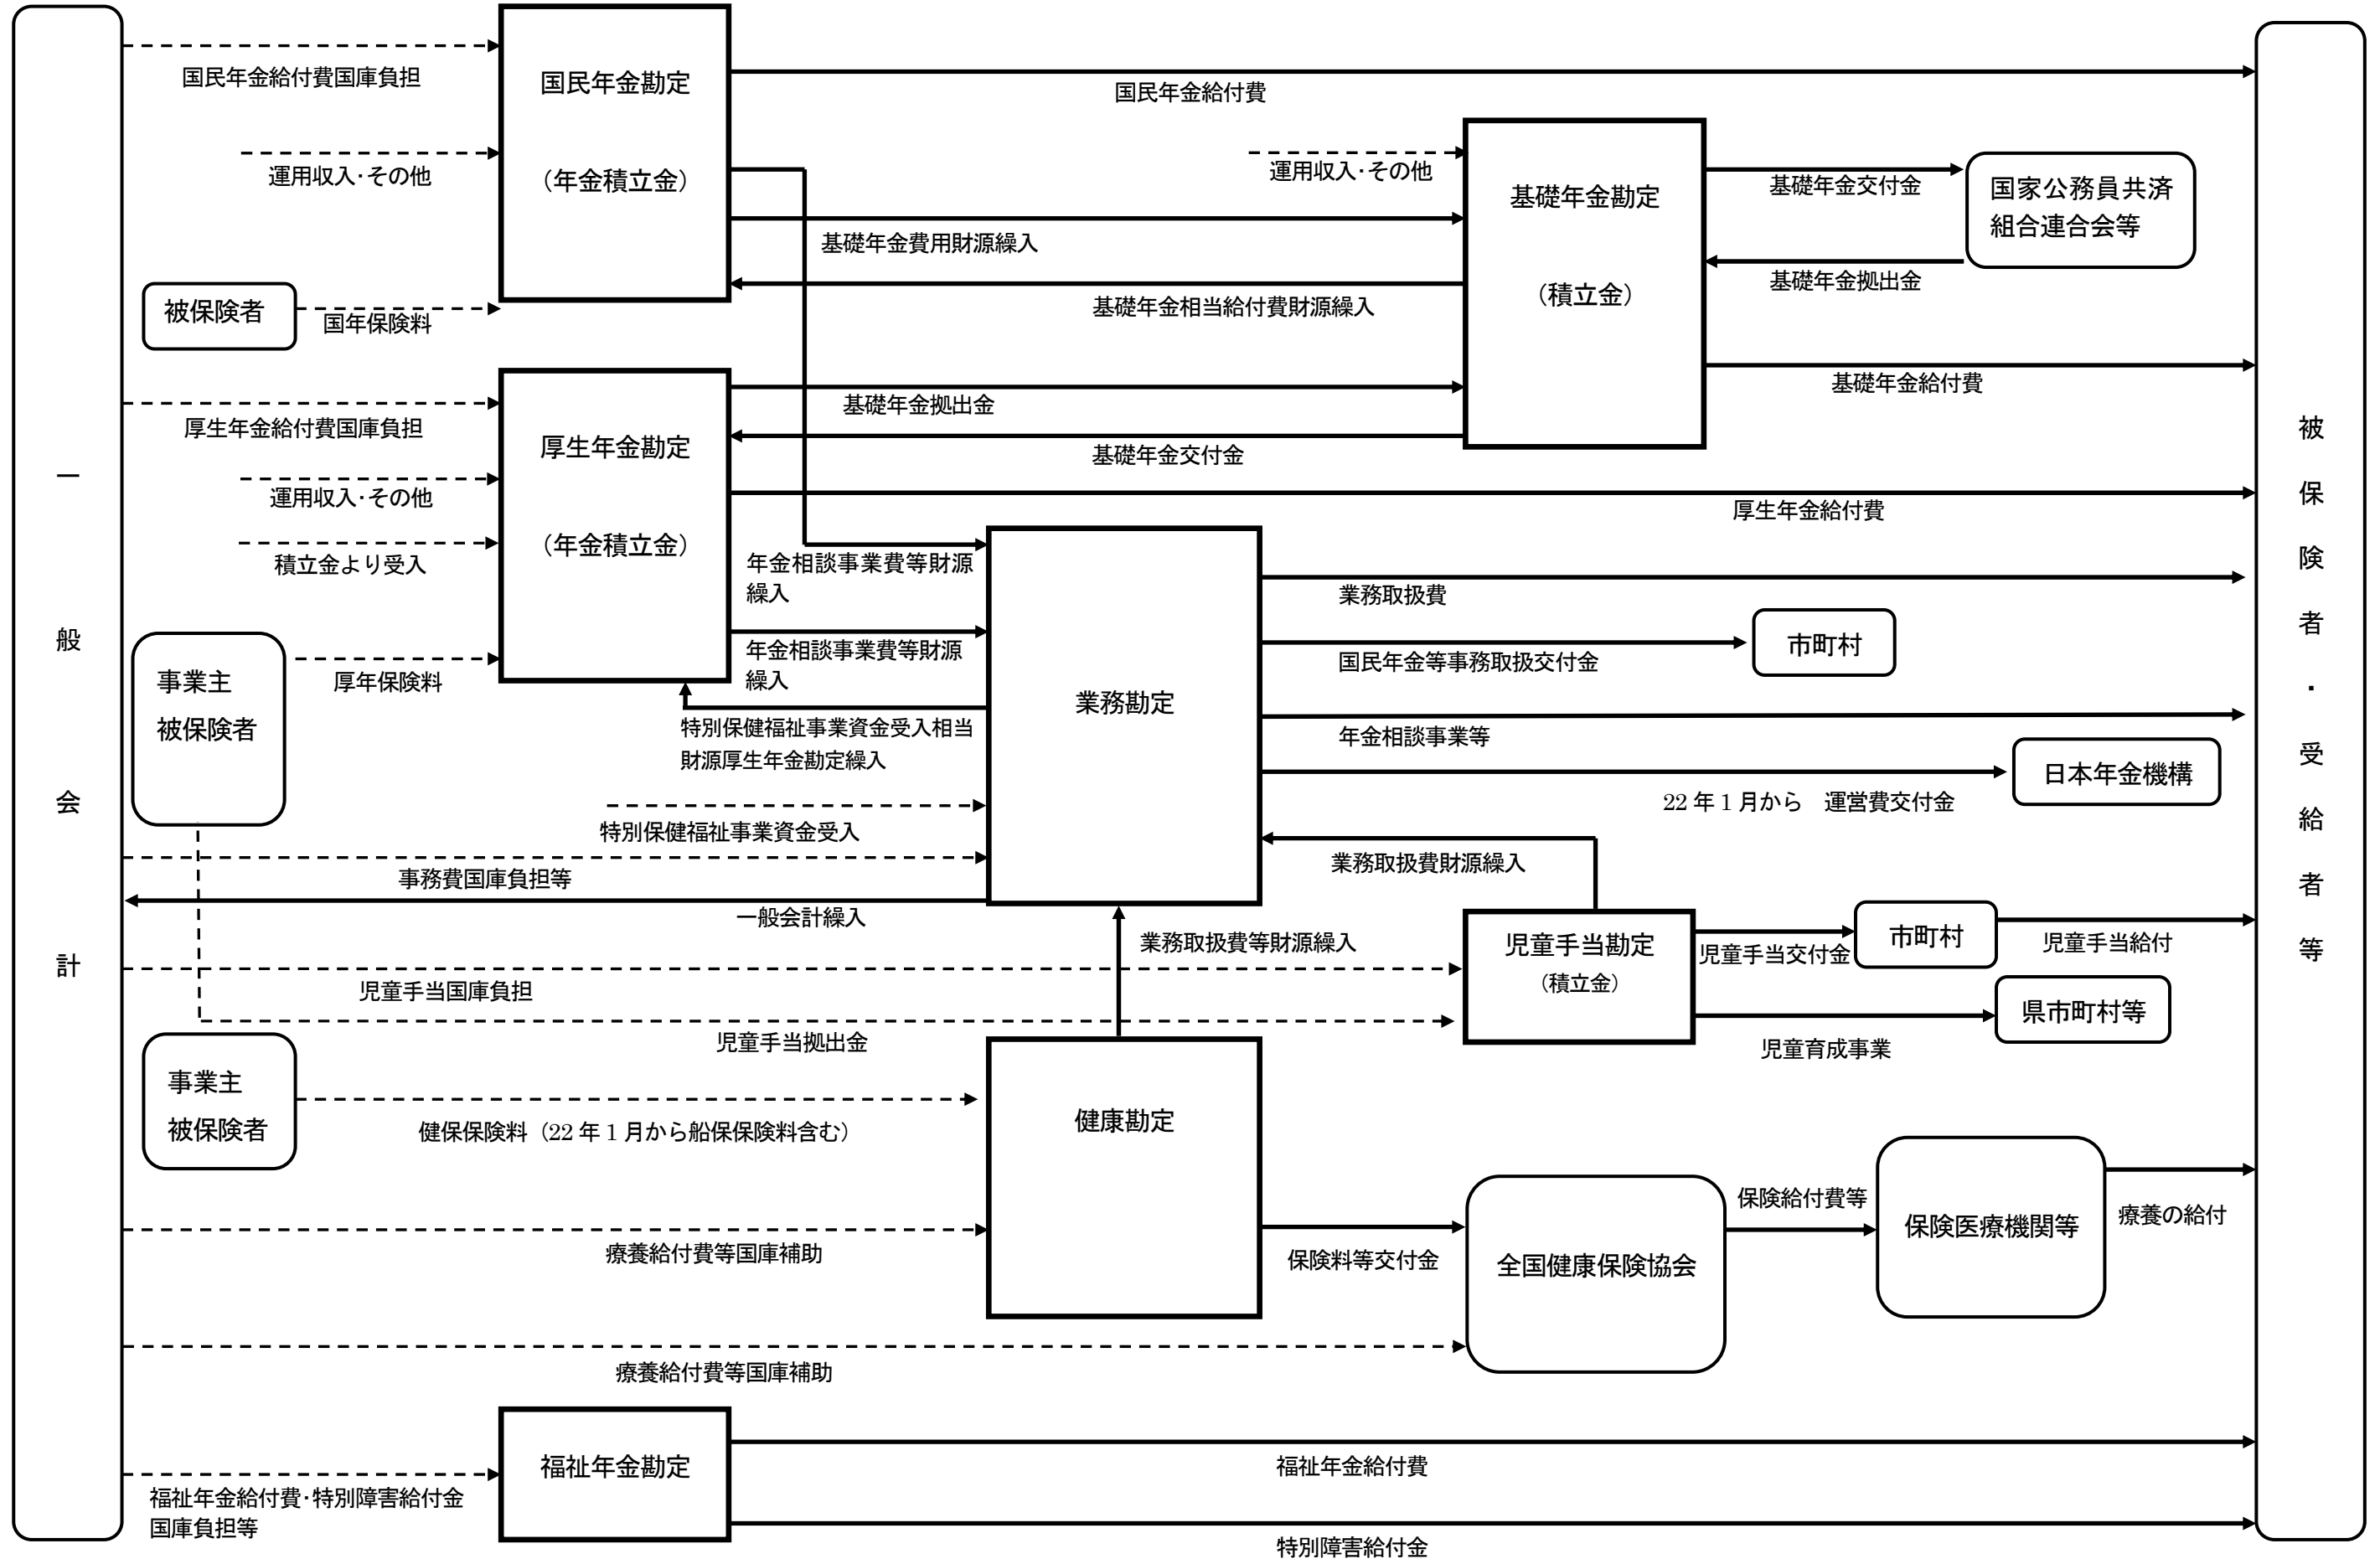 一般会計
国民年金給付費国庫負担
運用収入・その他
被保険者
国年保険料
国民年金勘定
（年金積立金）
国民年金給付費
運用収入・その他
基礎年金費用財源繰入
基礎年金相当給付費財源繰入
基礎年金勘定
（積立金）
基礎年金交付金
国家公務員共済
組合連合会等
基礎年金拠出金
基礎年金給付費
厚生年金給付費国庫負担
運用収入・その他
積立金より受入
事業主
被保険者
厚年保険料
厚生年金勘定
（年金積立金）
基礎年金拠出金
基礎年金交付金
厚生年金給付費
年金相談事業費等財源
繰入
年金相談事業費等財源
繰入
特別保健福祉事業資金受入相当
財源厚生年金勘定繰入
特別保健福祉事業資金受入
事務費国庫負担等
一般会計繰入
業務勘定
業務取扱費
国民年金等事務取扱交付金
市町村
年金相談事業等
日本年金機構
22 年 1 月から　運営費交付金
業務取扱費財源繰入
業務取扱費等財源繰入
児童手当国庫負担
児童手当拠出金
児童手当勘定
（積立金）
児童手当交付金
市町村
児童手当給付
県市町村等
児童育成事業
事業主
被保険者
健保保険料（22 年 1 月から船保保険料含む）
健康勘定
療養給付費等国庫補助
保険料等交付金
全国健康保険協会
保険給付費等
保険医療機関等
療養の給付
療養給付費等国庫補助
福祉年金給付費・特別障害給付金
国庫負担等
福祉年金勘定
福祉年金給付費
特別障害給付金
被保険者・受給者等